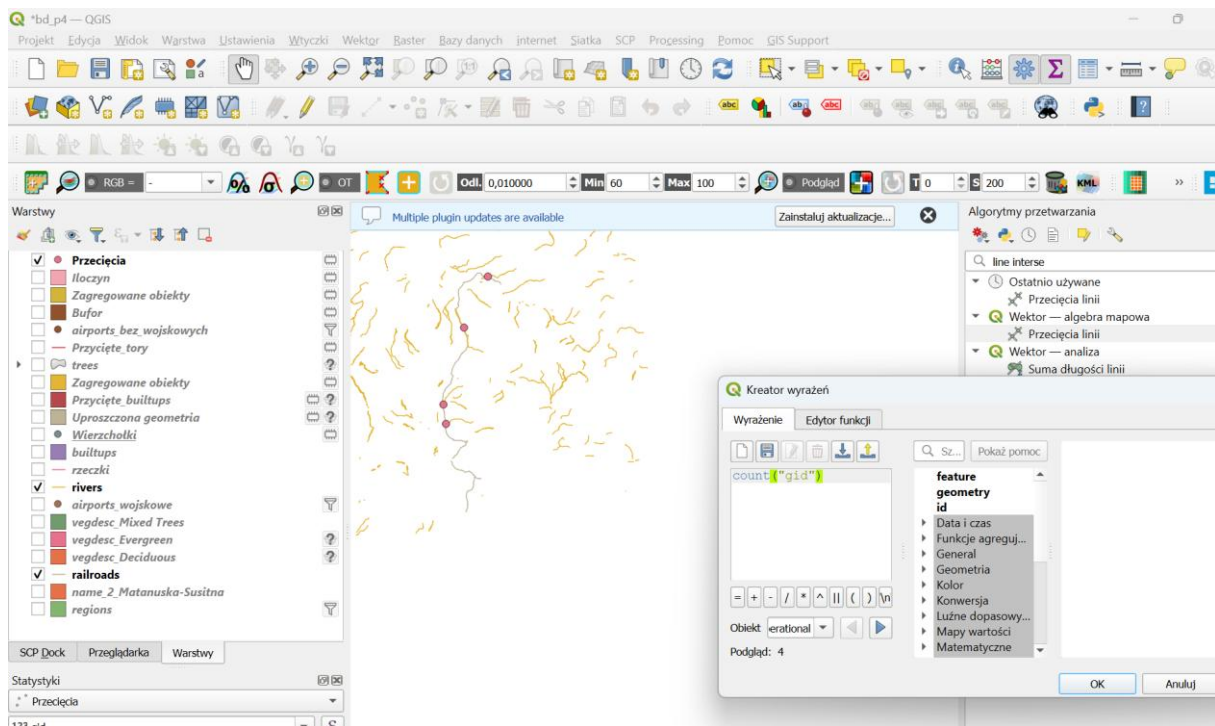 *bd_p4 — QGIS
Projekt Edycja Widok Warstwa Ustawienia Wtyczki Wektor Raster Bazy danych internet Siatka SCP Processing Pomoc GIS Support
RGB = - OT Odl. 0,010000 Min 60 Max 100 Podgląd T 0 S 200 KML »
Warstwy
Multiple plugin updates are available Zainstaluj aktualizacje...
Algorytmy przetwarzania
line interse
Ostatnio używane
Przecięcia linii
Wektor — algebra mapowa
Przecięcia linii
Wektor — analiza
Suma długości linii
Przecięcia
Iloczyn
Zagregowane obiekty
Bufor
airports_bez_wojskowych
Przycięte_tory
trees
Zagregowane obiekty
Przycięte_builtups
Uproszczona geometria
Wierzchołki
builtups
rzeczki
rivers
airports_wojskowe
vegdesc_Mixed Trees
vegdesc_Evergreen
vegdesc_Deciduous
railroads
name_2_Matanuska-Susitna
regions
SCP Dock Przeglądarka Warstwy
Statystyki
Przecięcia
123 gid
Kreator wyrażeń
Wyrażenie Edytor funkcji
Sz... Pokaż pomoc
count("gid")
feature
geometry
id
Data i czas
Funkcje agreguj...
General
Geometria
Kolor
Konwersja
Luźne dopasowy...
Mapy wartości
Matematyczne
= + - / * ^ || ( ) \n
Obiekt erational
Podgląd: 4
OK Anuluj